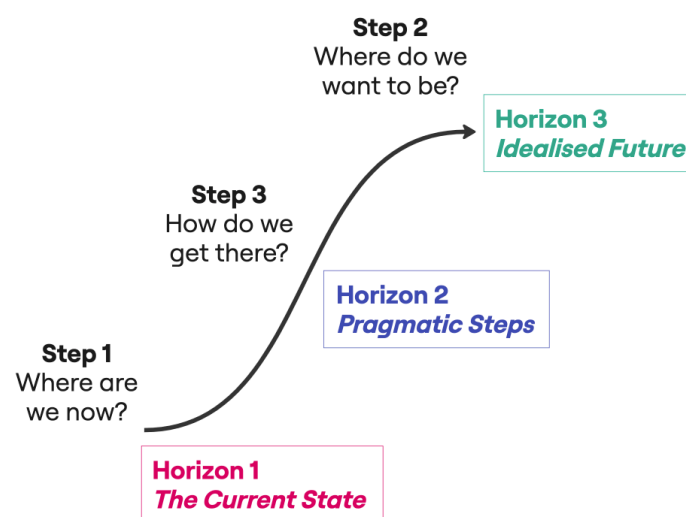 Step 2
Where do we
want to be?
Horizon 3
Idealised Future
Step 3
How do we
get there?
Horizon 2
Pragmatic Steps
Step 1
Where are
we now?
Horizon 1
The Current State